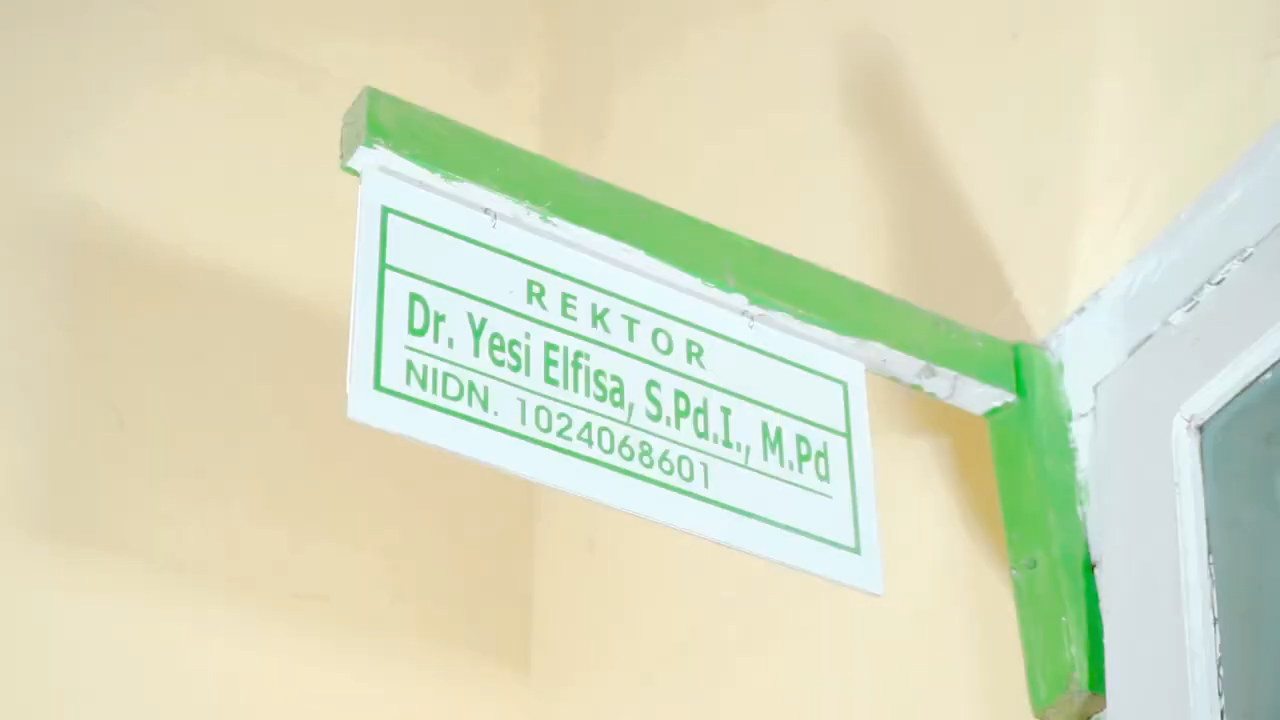 REKTOR
Dr. Yesi Elfisa, S.Pd.I., M.Pd
NIDN. 1024068601